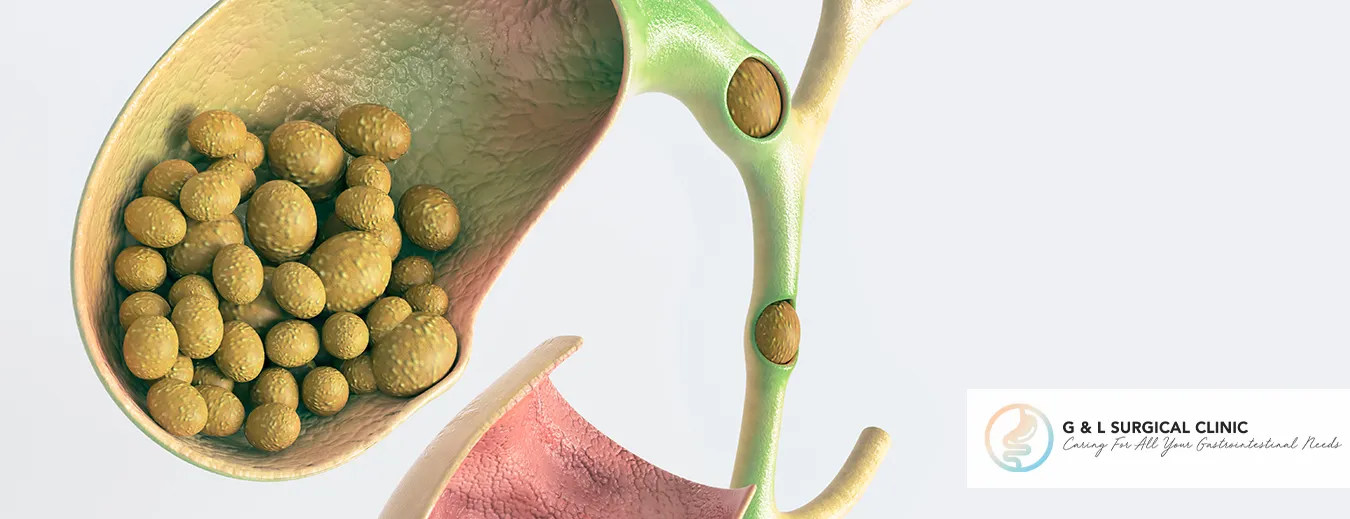 G & L SURGICAL CLINIC
Caring For All Your Gastrointestinal Needs